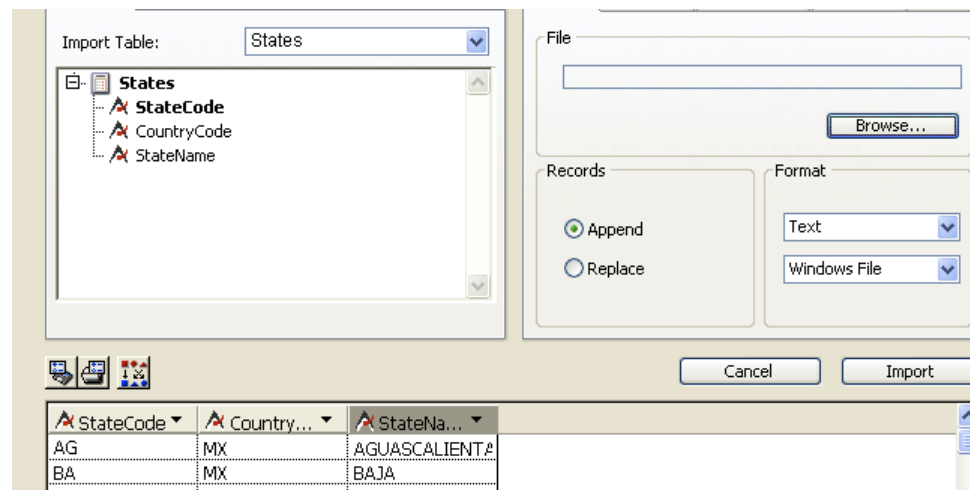 Import Table:
States
States
StateCode
CountryCode
StateName
File
Browse...
Records
Append
Replace
Format
Text
Windows File
Cancel
Import
StateCode Country... StateNa...
AG MX AGUASCALIENTA
BA MX BAJA